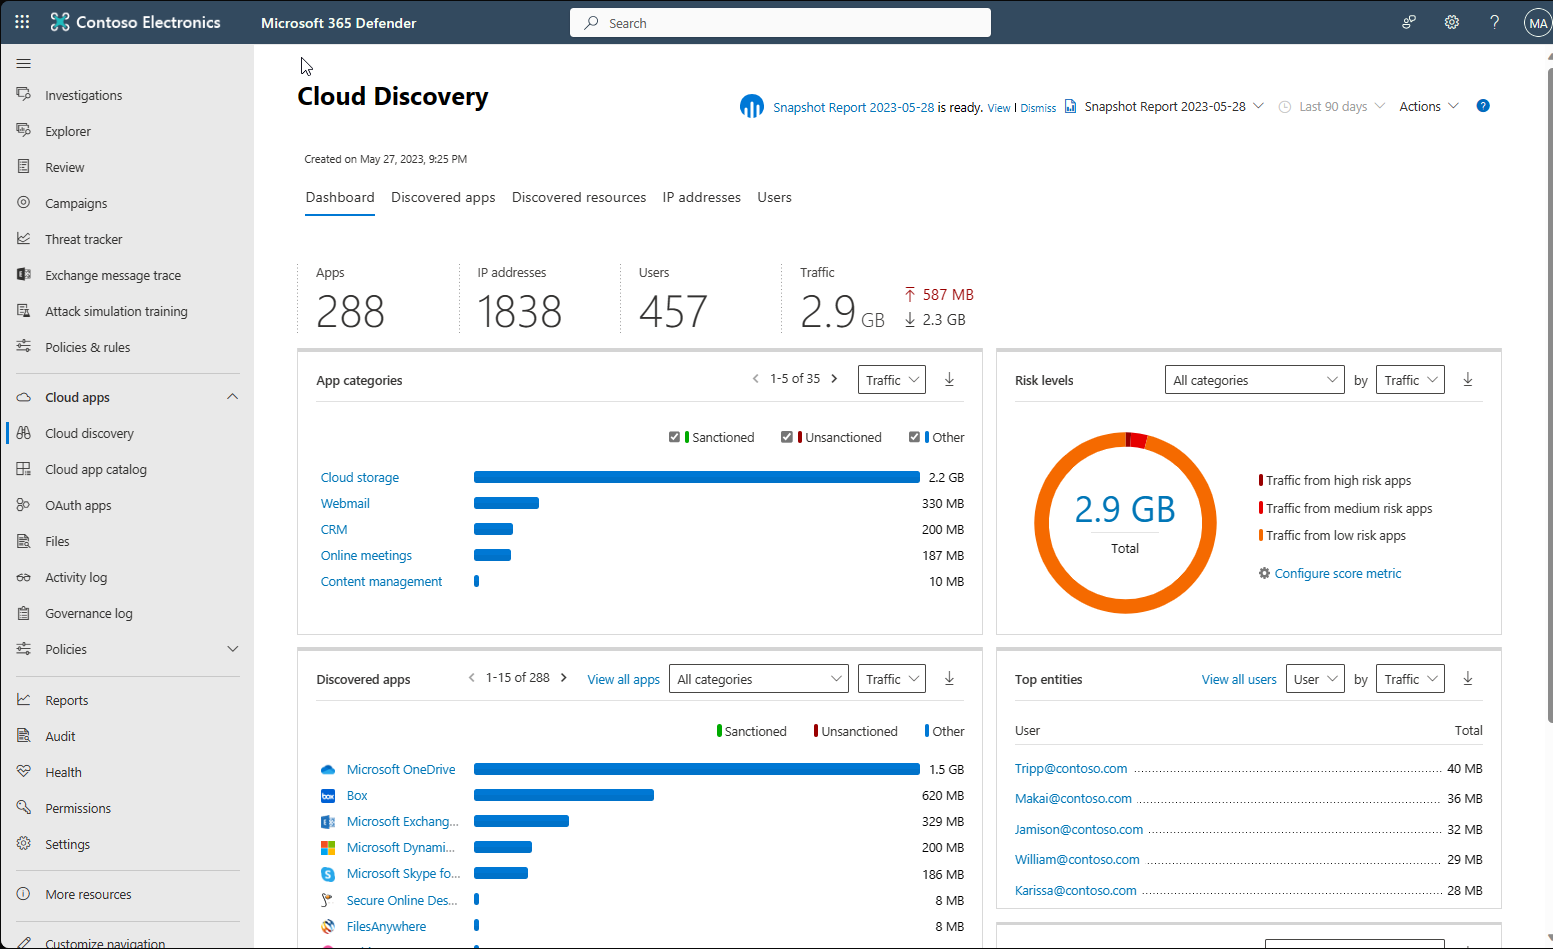 Contoso Electronics
Microsoft 365 Defender
Search
MA
Investigations
Explorer
Review
Campaigns
Threat tracker
Exchange message trace
Attack simulation training
Policies & rules
Cloud apps
Cloud discovery
Cloud app catalog
OAuth apps
Files
Activity log
Governance log
Policies
Reports
Audit
Health
Permissions
Settings
More resources
Customize navigation
Cloud Discovery
Snapshot Report 2023-05-28 is ready. View | Dismiss
Snapshot Report 2023-05-28
Last 90 days
Actions
?
Created on May 27, 2023, 9:25 PM
Dashboard Discovered apps Discovered resources IP addresses Users
Apps
288
IP addresses
1838
Users
457
Traffic
2.9 GB
587 MB
2.3 GB
App categories
1-5 of 35
Traffic
Sanctioned Unsanctioned Other
Cloud storage 2.2 GB
Webmail 330 MB
CRM 200 MB
Online meetings 187 MB
Content management 10 MB
Risk levels
All categories by Traffic
2.9 GB
Total
Traffic from high risk apps
Traffic from medium risk apps
Traffic from low risk apps
Configure score metric
Discovered apps
1-15 of 288
View all apps
All categories
Traffic
Sanctioned Unsanctioned Other
Microsoft OneDrive 1.5 GB
box Box 620 MB
Microsoft Exchang... 329 MB
Microsoft Dynami... 200 MB
Microsoft Skype fo... 186 MB
Secure Online Des... 8 MB
FilesAnywhere 8 MB
Top entities
View all users
User by Traffic
User Total
Tripp@contoso.com 40 MB
Makai@contoso.com 36 MB
Jamison@contoso.com 32 MB
William@contoso.com 29 MB
Karissa@contoso.com 28 MB